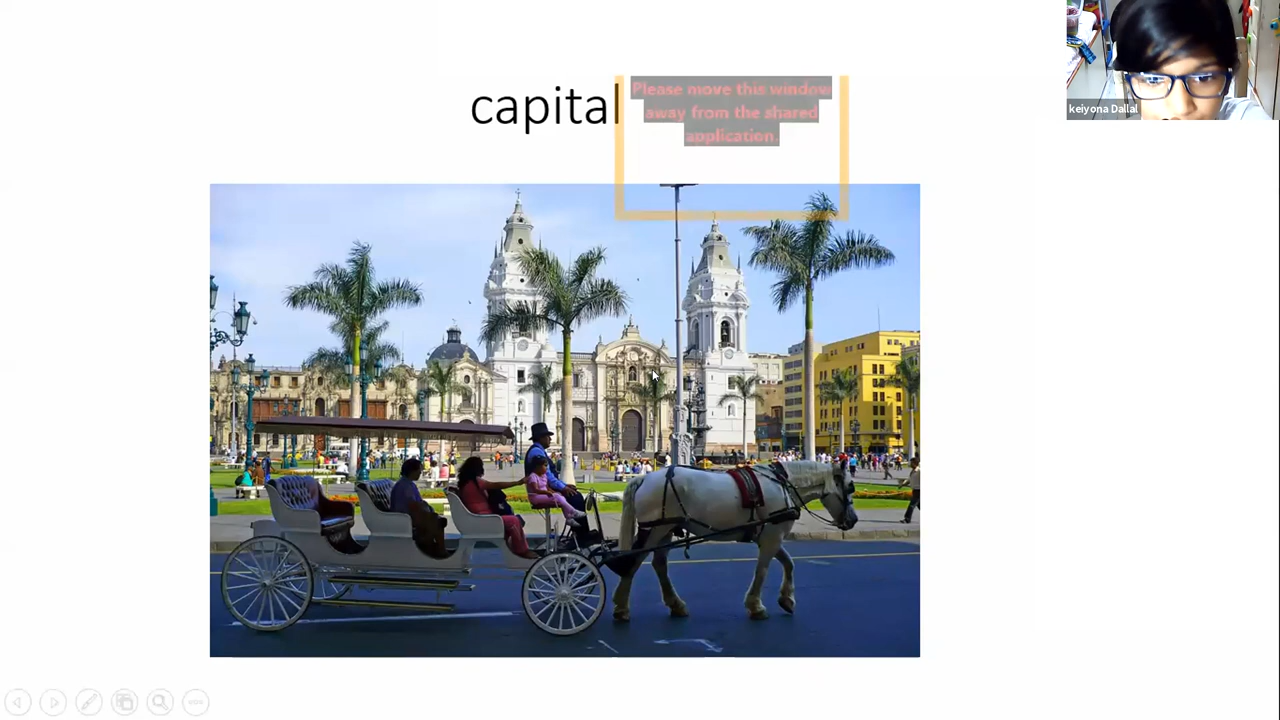 capital
Please move this window
away from the shared
application.
keiyona Dallal